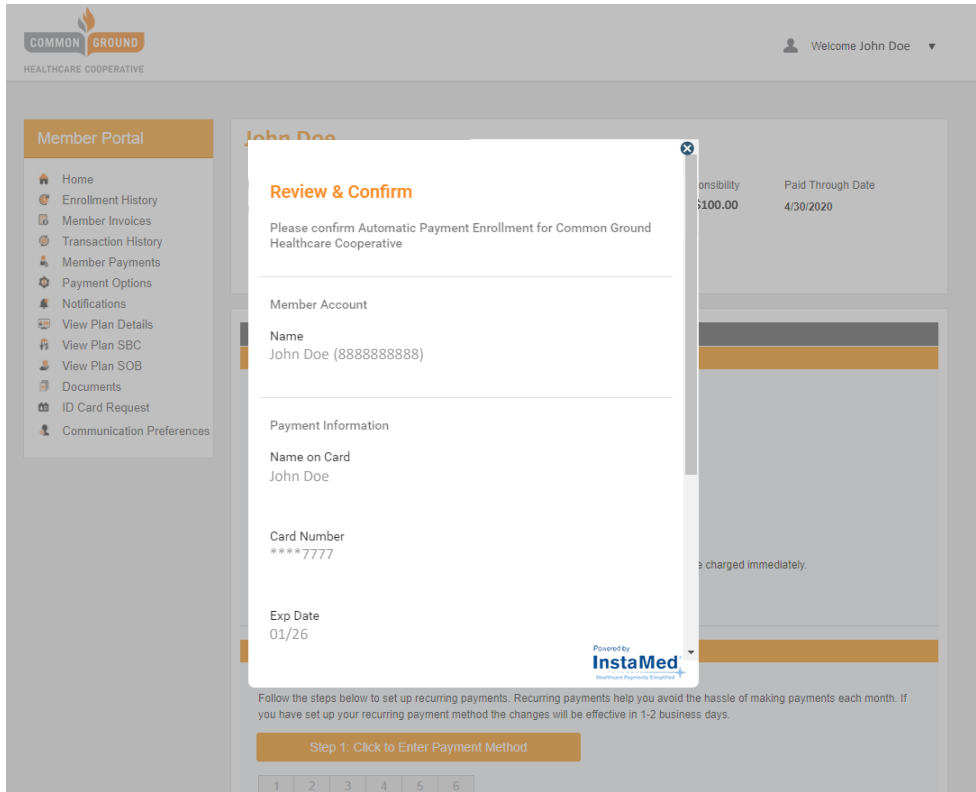 COMMON GROUND
HEALTHCARE COOPERATIVE
Welcome John Doe
Member Portal
Home
Enrollment History
Member Invoices
Transaction History
Member Payments
Payment Options
Notifications
View Plan Details
View Plan SBC
View Plan SOB
Documents
ID Card Request
Communication Preferences
John Doe
onsibility
Paid Through Date
$100.00
4/30/2020
Review & Confirm
Please confirm Automatic Payment Enrollment for Common Ground
Healthcare Cooperative
Member Account
Name
John Doe (8888888888)
Payment Information
Name on Card
John Doe
Card Number
****7777
e charged immediately.
Exp Date
01/26
Powered by
InstaMed
Healthcare Payments Simplified
Follow the steps below to set up recurring payments. Recurring payments help you avoid the hassle of making payments each month. If
you have set up your recurring payment method the changes will be effective in 1-2 business days.
Step 1: Click to Enter Payment Method
1 2 3 4 5 6